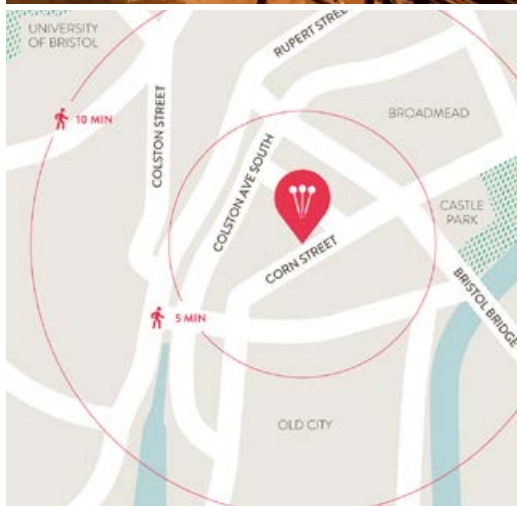 UNIVERSITY
OF BRISTOL
RUPERT STREET
BROADMEAD
10 MIN
COLSTON STREET
COLSTON AVE SOUTH
CASTLE
PARK
CORN STREET
BRISTOL BRIDGE
5 MIN
OLD CITY